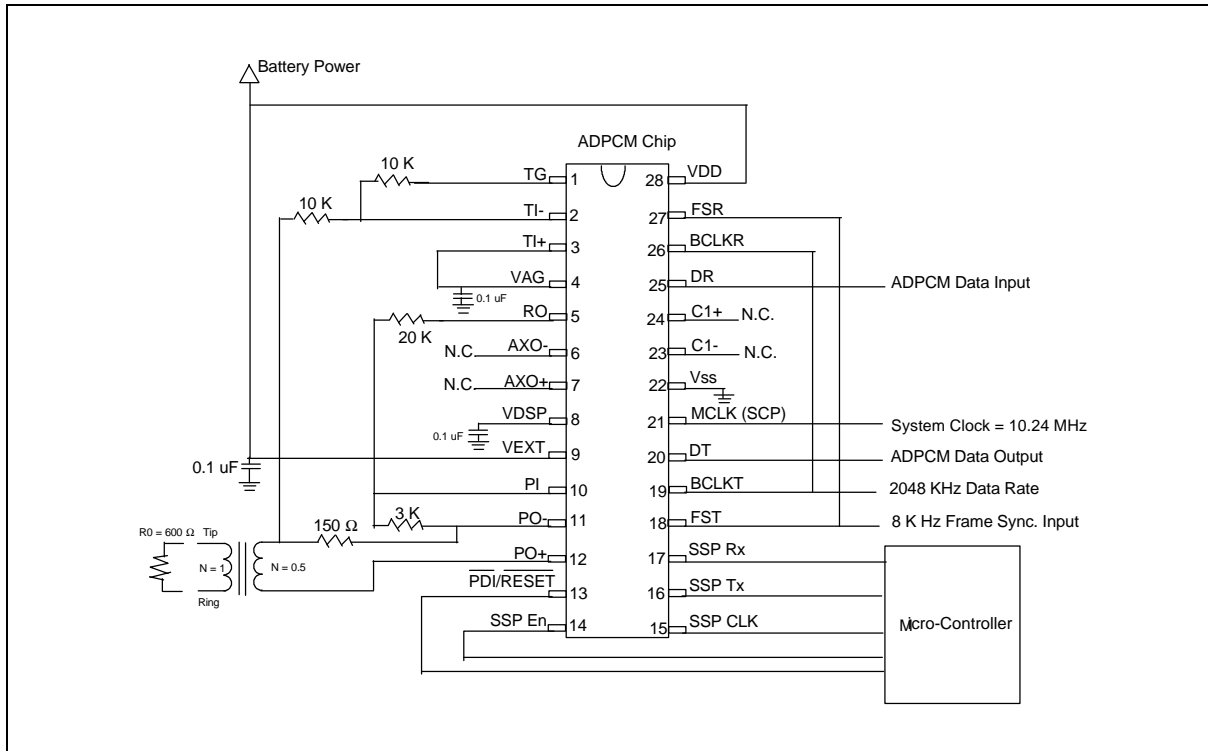 Battery Power
ADPCM Chip
10 K
TG
1
28
VDD
10 K
TI-
2
27
FSR
TI+
3
26
BCLKR
VAG
4
25
DR
ADPCM Data Input
0.1 uF
RO
5
24
C1+
N.C.
20 K
N.C.
AXO-
6
23
C1-
N.C.
N.C.
AXO+
7
22
Vss
VDSP
8
21
MCLK (SCP)
System Clock = 10.24 MHz
0.1 uF
VEXT
9
20
DT
ADPCM Data Output
0.1 uF
PI
10
19
BCLKT
2048 KHz Data Rate
3 K
PO-
11
18
FST
8 K Hz Frame Sync. Input
150 Ω
R0 = 600 Ω Tip
PO+
12
17
SSP Rx
N = 1
N = 0.5
PDI/RESET
13
16
SSP Tx
Ring
SSP En
14
15
SSP CLK
Micro-Controller